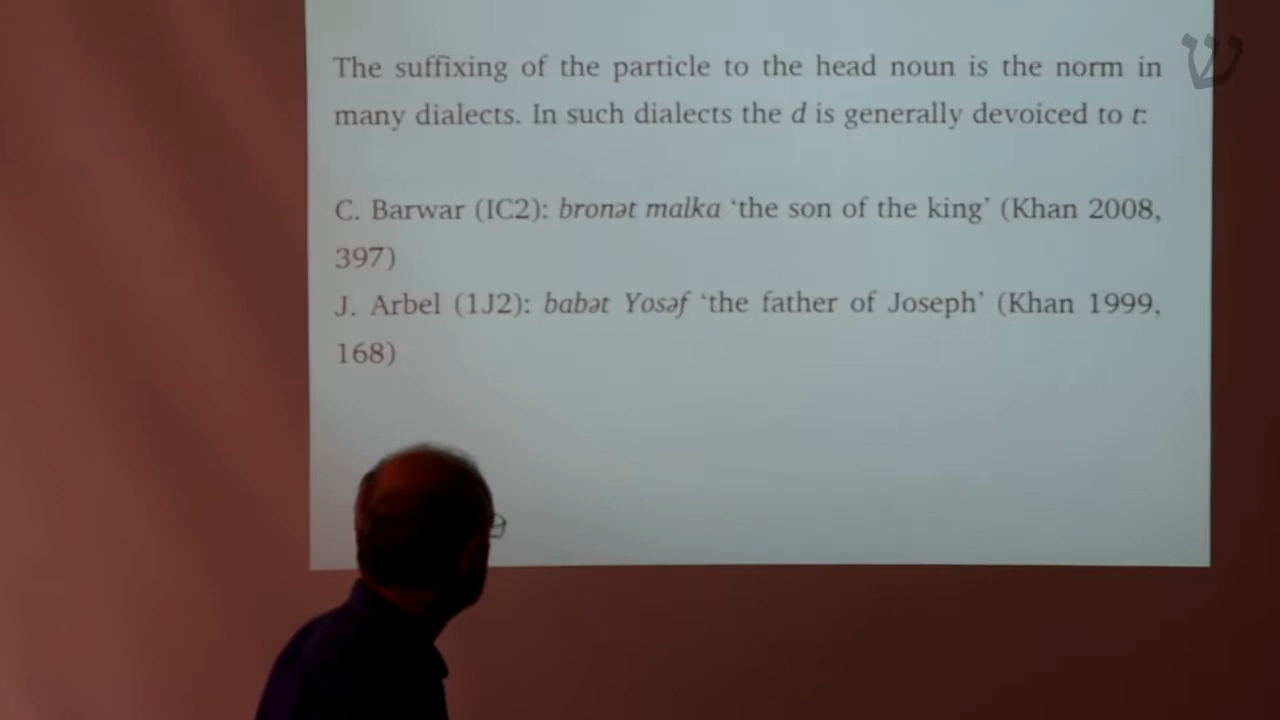 The suffixing of the particle to the head noun is the norm in
many dialects. In such dialects the d is generally devoiced to t:
C. Barwar (IC2): bronət malka ‘the son of the king’ (Khan 2008,
397)
J. Arbel (1J2): babət Yosəf ‘the father of Joseph’ (Khan 1999,
168)
ש